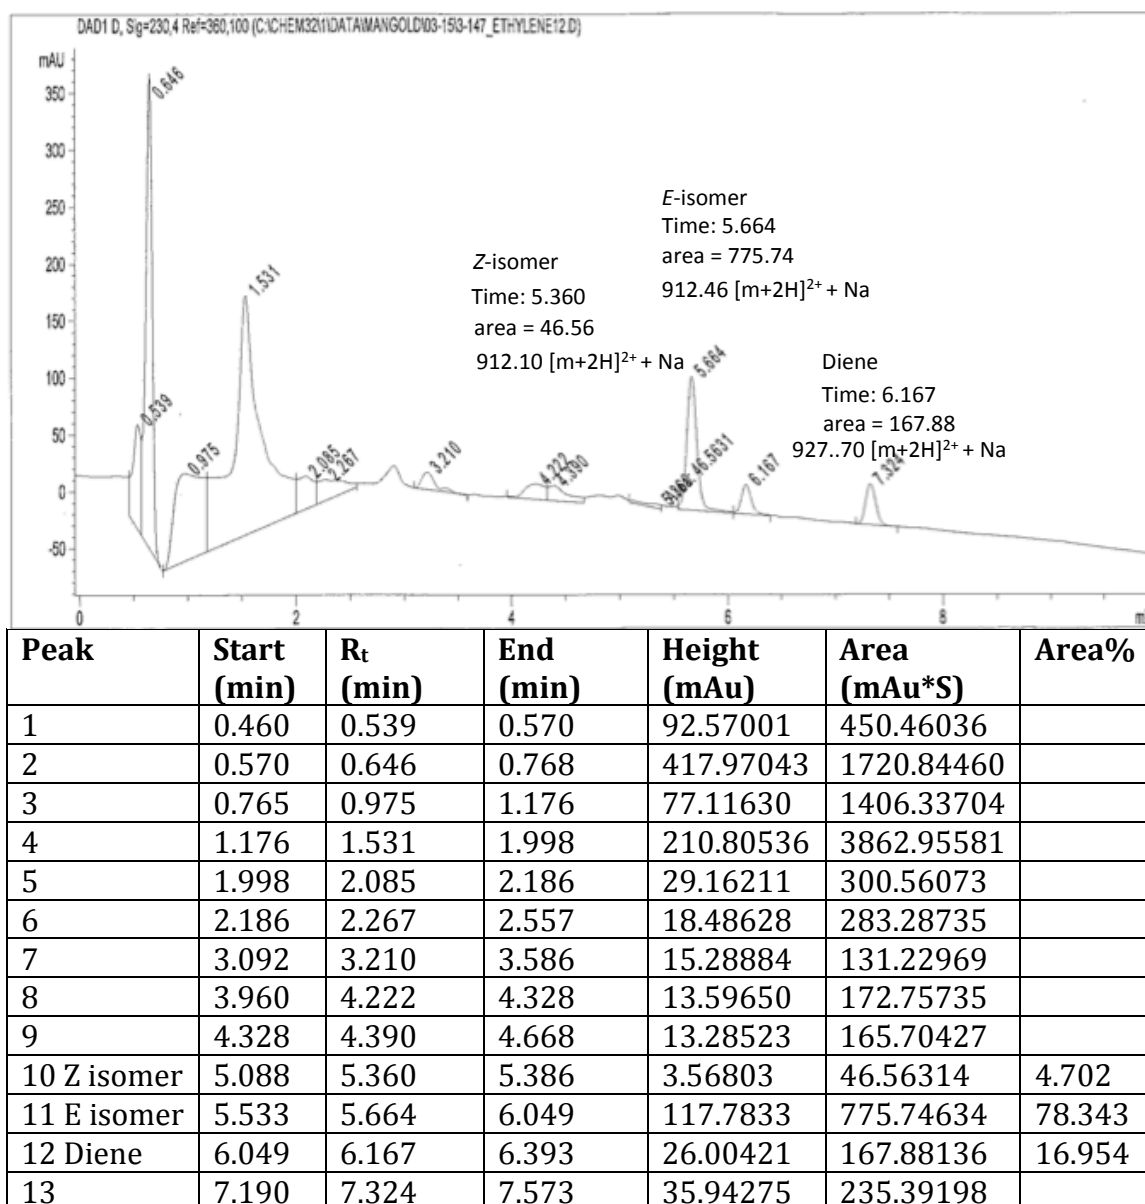 DAD1 D, Sig=230,4 Ref=360,100 (C:\CHEM32\1\DATA\MANGOLD\03-15\3-147_ETHYLENE12.D)
mAU
350
300
250
200
150
100
50
0
-50
0.539
0.646
0.975
1.531
2.085
2.267
3.210
4.222
4.390
46.5631
5.664
6.167
7.324
Z-isomer
Time: 5.360
area = 46.56
912.10 [m+2H]2+ + Na
E-isomer
Time: 5.664
area = 775.74
912.46 [m+2H]2+ + Na
Diene
Time: 6.167
area = 167.88
927..70 [m+2H]2+ + Na
0 2 4 6 8
Peak Start (min) Rt (min) End (min) Height (mAu) Area (mAu*S) Area%
1 0.460 0.539 0.570 92.57001 450.46036
2 0.570 0.646 0.768 417.97043 1720.84460
3 0.765 0.975 1.176 77.11630 1406.33704
4 1.176 1.531 1.998 210.80536 3862.95581
5 1.998 2.085 2.186 29.16211 300.56073
6 2.186 2.267 2.557 18.48628 283.28735
7 3.092 3.210 3.586 15.28884 131.22969
8 3.960 4.222 4.328 13.59650 172.75735
9 4.328 4.390 4.668 13.28523 165.70427
10 Z isomer 5.088 5.360 5.386 3.56803 46.56314 4.702
11 E isomer 5.533 5.664 6.049 117.7833 775.74634 78.343
12 Diene 6.049 6.167 6.393 26.00421 167.88136 16.954
13 7.190 7.324 7.573 35.94275 235.39198